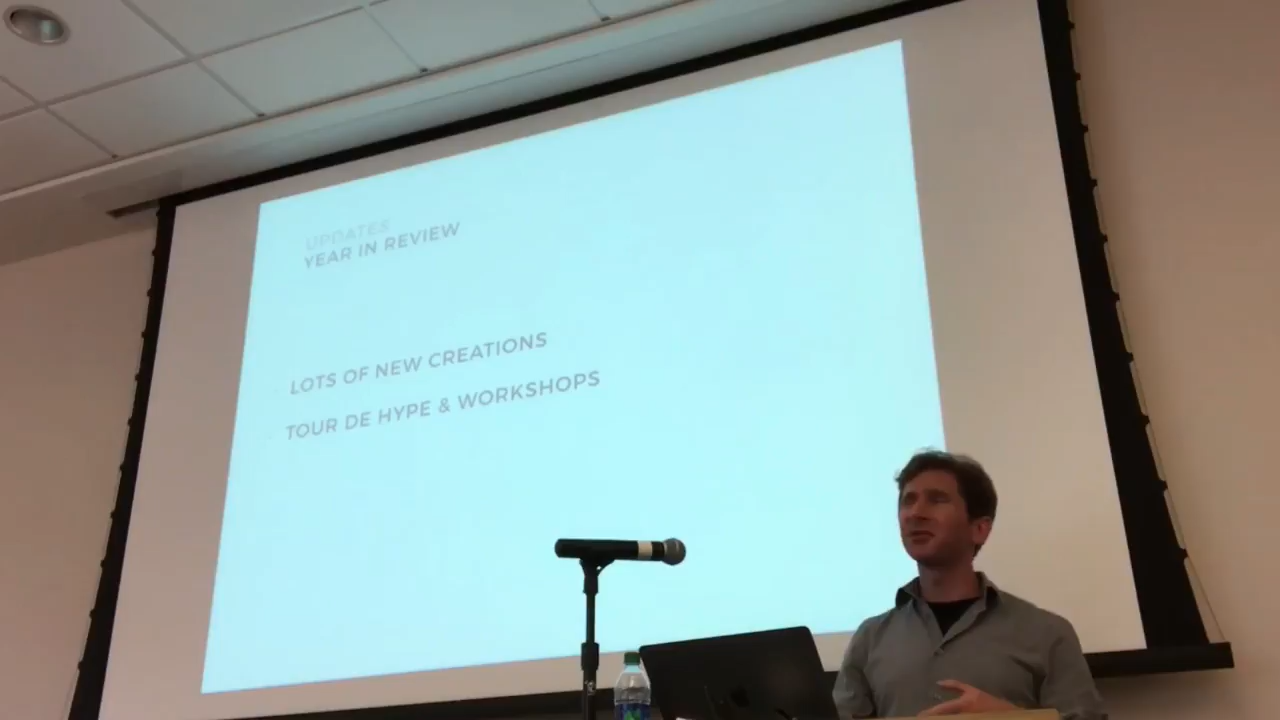 UPDATES
YEAR IN REVIEW
LOTS OF NEW CREATIONS
TOUR DE HYPE & WORKSHOPS